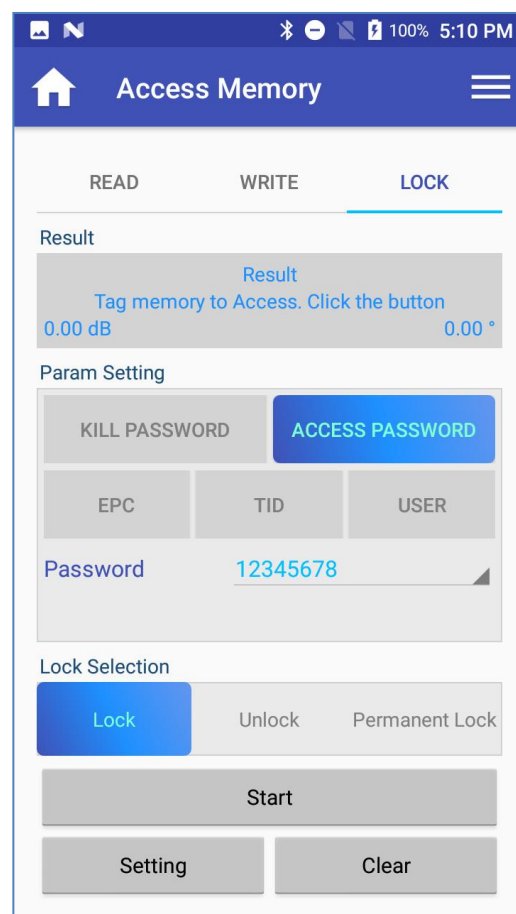 100% 5:10 PM
Access Memory
READ WRITE LOCK
Result
Result
Tag memory to Access. Click the button
0.00 dB 0.00 °
Param Setting
KILL PASSWORD ACCESS PASSWORD
EPC TID USER
Password 12345678
Lock Selection
Lock Unlock Permanent Lock
Start
Setting Clear